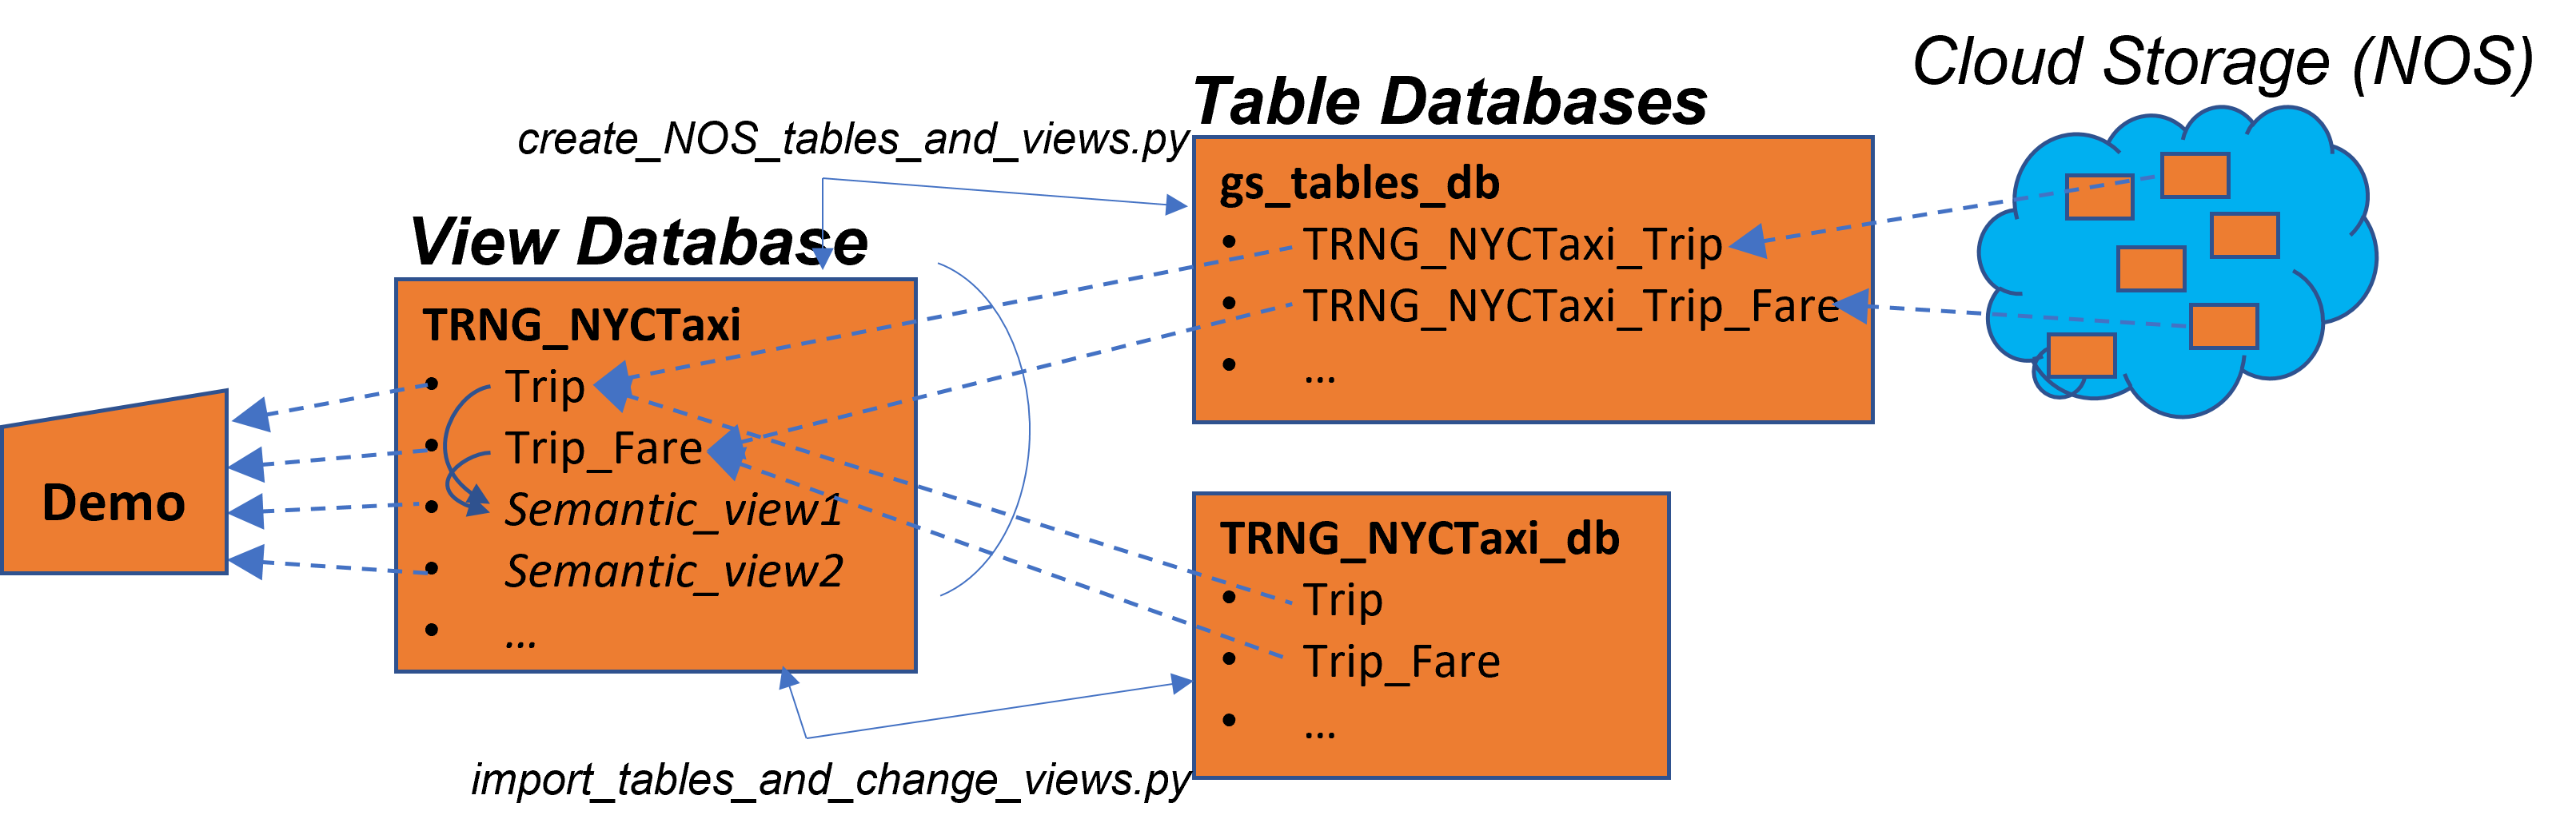 Cloud Storage (NOS)
Table Databases
create_NOS_tables_and_views.py
gs_tables_db
• TRNG_NYCTaxi_Trip
• TRNG_NYCTaxi_Trip_Fare
• ...
View Database
TRNG_NYCTaxi
• Trip
• Trip_Fare
• Semantic_view1
• Semantic_view2
• ...
Demo
TRNG_NYCTaxi_db
• Trip
• Trip_Fare
• ...
import_tables_and_change_views.py